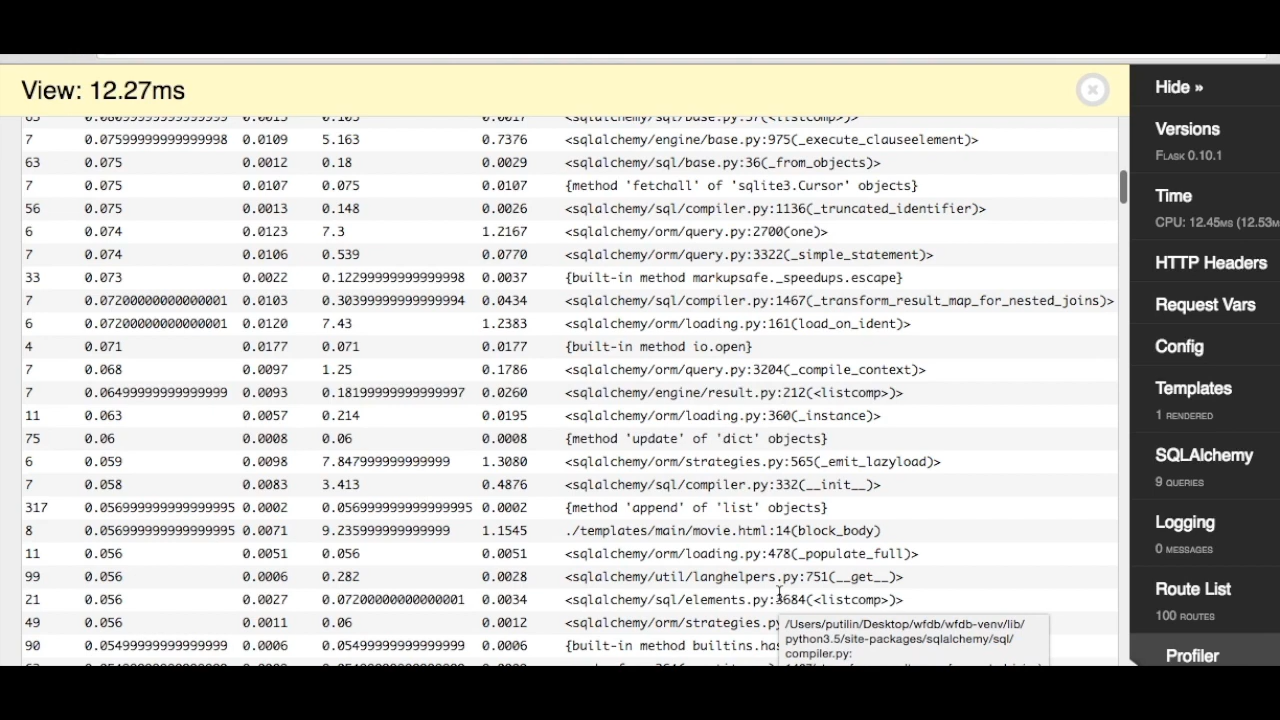 View: 12.27ms
7 0.07599999999999998 0.0109 5.163 0.7376 <sqlalchemy/engine/base.py:975(_execute_clauseelement)>
63 0.075 0.0012 0.18 0.0029 <sqlalchemy/sql/base.py:36(_from_objects)>
7 0.075 0.0107 0.075 0.0107 {method 'fetchall' of 'sqlite3.Cursor' objects}
56 0.075 0.0013 0.148 0.0026 <sqlalchemy/sql/compiler.py:1136(_truncated_identifier)>
6 0.074 0.0123 7.3 1.2167 <sqlalchemy/orm/query.py:2700(one)>
7 0.074 0.0106 0.539 0.0770 <sqlalchemy/orm/query.py:3322(_simple_statement)>
33 0.073 0.0022 0.12299999999999998 0.0037 {built-in method markupsafe._speedups.escape}
7 0.07200000000000001 0.0103 0.30399999999999994 0.0434 <sqlalchemy/sql/compiler.py:1467(_transform_result_map_for_nested_joins)>
6 0.07200000000000001 0.0120 7.43 1.2383 <sqlalchemy/orm/loading.py:161(load_on_ident)>
4 0.071 0.0177 0.071 0.0177 {built-in method io.open}
7 0.068 0.0097 1.25 0.1786 <sqlalchemy/orm/query.py:3204(_compile_context)>
7 0.06499999999999999 0.0093 0.18199999999999997 0.0260 <sqlalchemy/engine/result.py:212(<listcomp>)>
11 0.063 0.0057 0.214 0.0195 <sqlalchemy/orm/loading.py:360(_instance)>
75 0.06 0.0008 0.06 0.0008 {method 'update' of 'dict' objects}
6 0.059 0.0098 7.847999999999999 1.3080 <sqlalchemy/orm/strategies.py:565(_emit_lazyload)>
7 0.058 0.0083 3.413 0.4876 <sqlalchemy/sql/compiler.py:332(__init__)>
317 0.056999999999999995 0.0002 0.056999999999999995 0.0002 {method 'append' of 'list' objects}
8 0.056999999999999995 0.0071 9.235999999999999 1.1545 ./templates/main/movie.html:14(block_body)
11 0.056 0.0051 0.056 0.0051 <sqlalchemy/orm/loading.py:478(_populate_full)>
99 0.056 0.0006 0.282 0.0028 <sqlalchemy/util/langhelpers.py:751(__get__)>
21 0.056 0.0027 0.07200000000000001 0.0034 <sqlalchemy/sql/elements.py:3684(<listcomp>)>
49 0.056 0.0011 0.06 0.0012 <sqlalchemy/orm/strategies.py
90 0.05499999999999999 0.0006 0.05499999999999999 0.0006 {built-in method builtins.has
/Users/putilin/Desktop/wfdb/wfdb-venv/lib/
python3.5/site-packages/sqlalchemy/sql/
compiler.py:
Hide »
Versions
FLASK 0.10.1
Time
CPU: 12.45MS (12.53M
HTTP Headers
Request Vars
Config
Templates
1 RENDERED
SQLAlchemy
9 QUERIES
Logging
0 MESSAGES
Route List
100 ROUTES
Profiler